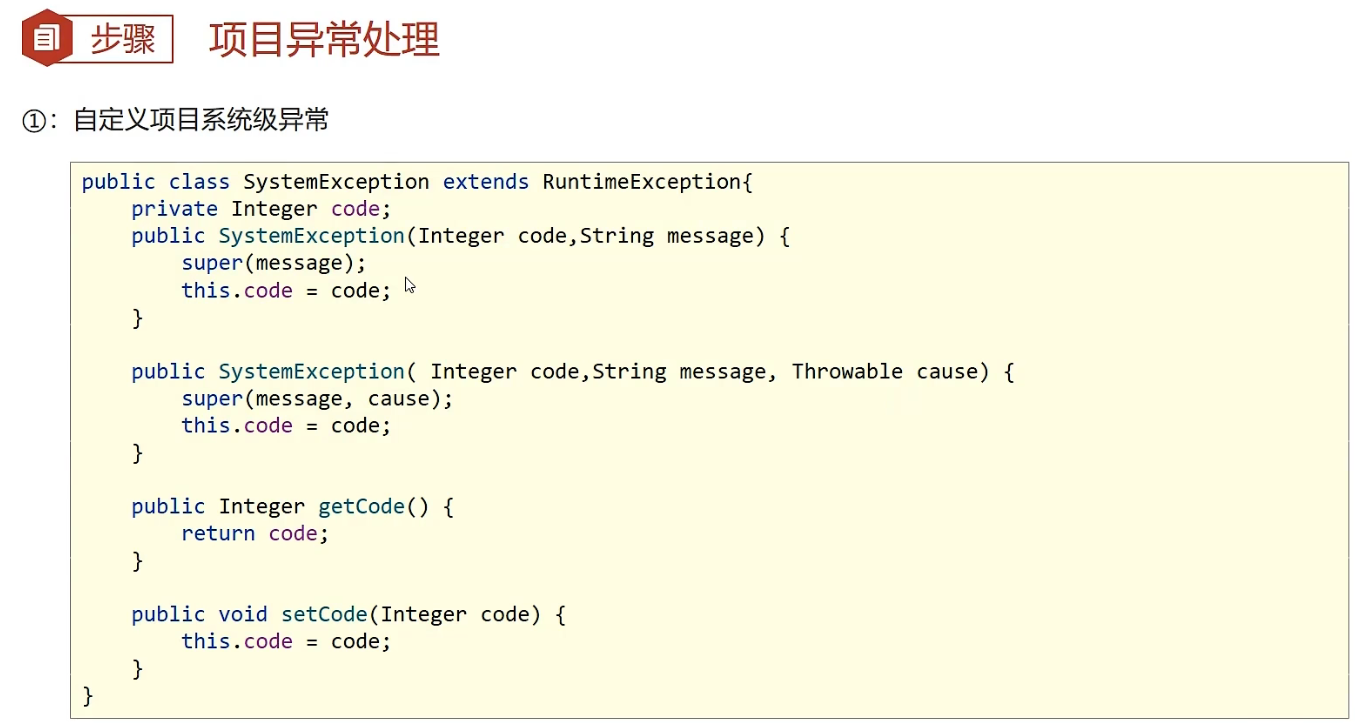 步骤 项目异常处理
①：自定义项目系统级异常
public class SystemException extends RuntimeException{
    private Integer code;
    public SystemException(Integer code,String message) {
        super(message);
        this.code = code;
    }

    public SystemException( Integer code,String message, Throwable cause) {
        super(message, cause);
        this.code = code;
    }

    public Integer getCode() {
        return code;
    }

    public void setCode(Integer code) {
        this.code = code;
    }
}